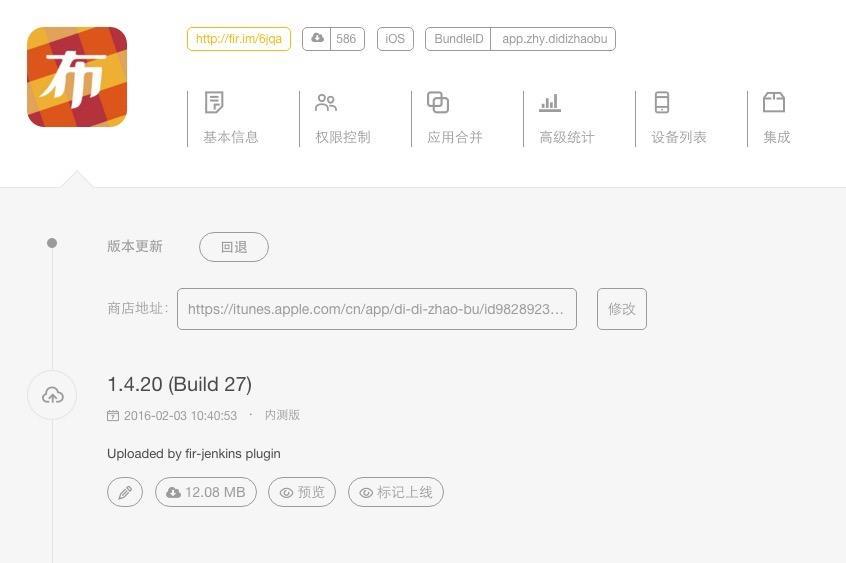 布
http://fir.im/6jqa 586 iOS BundleID app.zhy.didizhaobu
基本信息 权限控制 应用合并 高级统计 设备列表 集成
版本更新 回退
商店地址: https://itunes.apple.com/cn/app/di-di-zhao-bu/id9828923... 修改
1.4.20 (Build 27)
2016-02-03 10:40:53 · 内测版
Uploaded by fir-jenkins plugin
12.08 MB 预览 标记上线